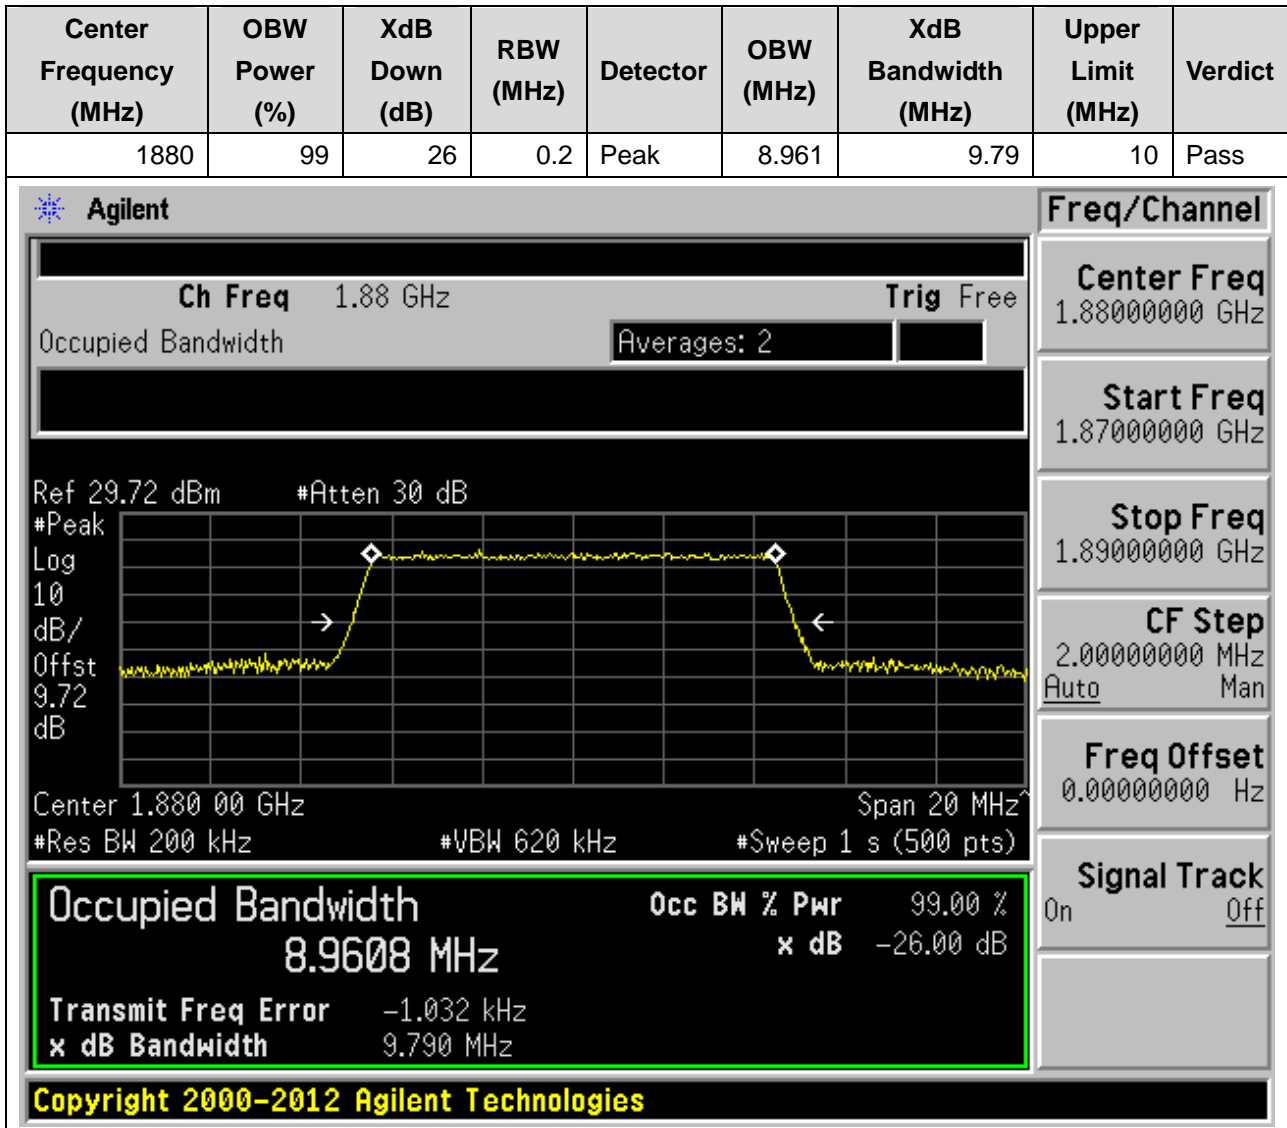 Center Frequency (MHz) OBW Power (%) XdB Down (dB) RBW (MHz) Detector OBW (MHz) XdB Bandwidth (MHz) Upper Limit (MHz) Verdict
1880 99 26 0.2 Peak 8.961 9.79 10 Pass
Agilent
Freq/Channel
Ch Freq 1.88 GHz Trig Free
Occupied Bandwidth Averages: 2
Ref 29.72 dBm #Atten 30 dB
#Peak
Log
10
dB/
Offst
9.72
dB
Center 1.880 00 GHz Span 20 MHz^
#Res BW 200 kHz #VBW 620 kHz #Sweep 1 s (500 pts)
Occupied Bandwidth Occ BW % Pwr 99.00 %
8.9608 MHz x dB -26.00 dB
Transmit Freq Error -1.032 kHz
x dB Bandwidth 9.790 MHz
Center Freq
1.88000000 GHz
Start Freq
1.87000000 GHz
Stop Freq
1.89000000 GHz
CF Step
2.00000000 MHz
Auto Man
Freq Offset
0.00000000 Hz
Signal Track
On Off
Copyright 2000-2012 Agilent Technologies